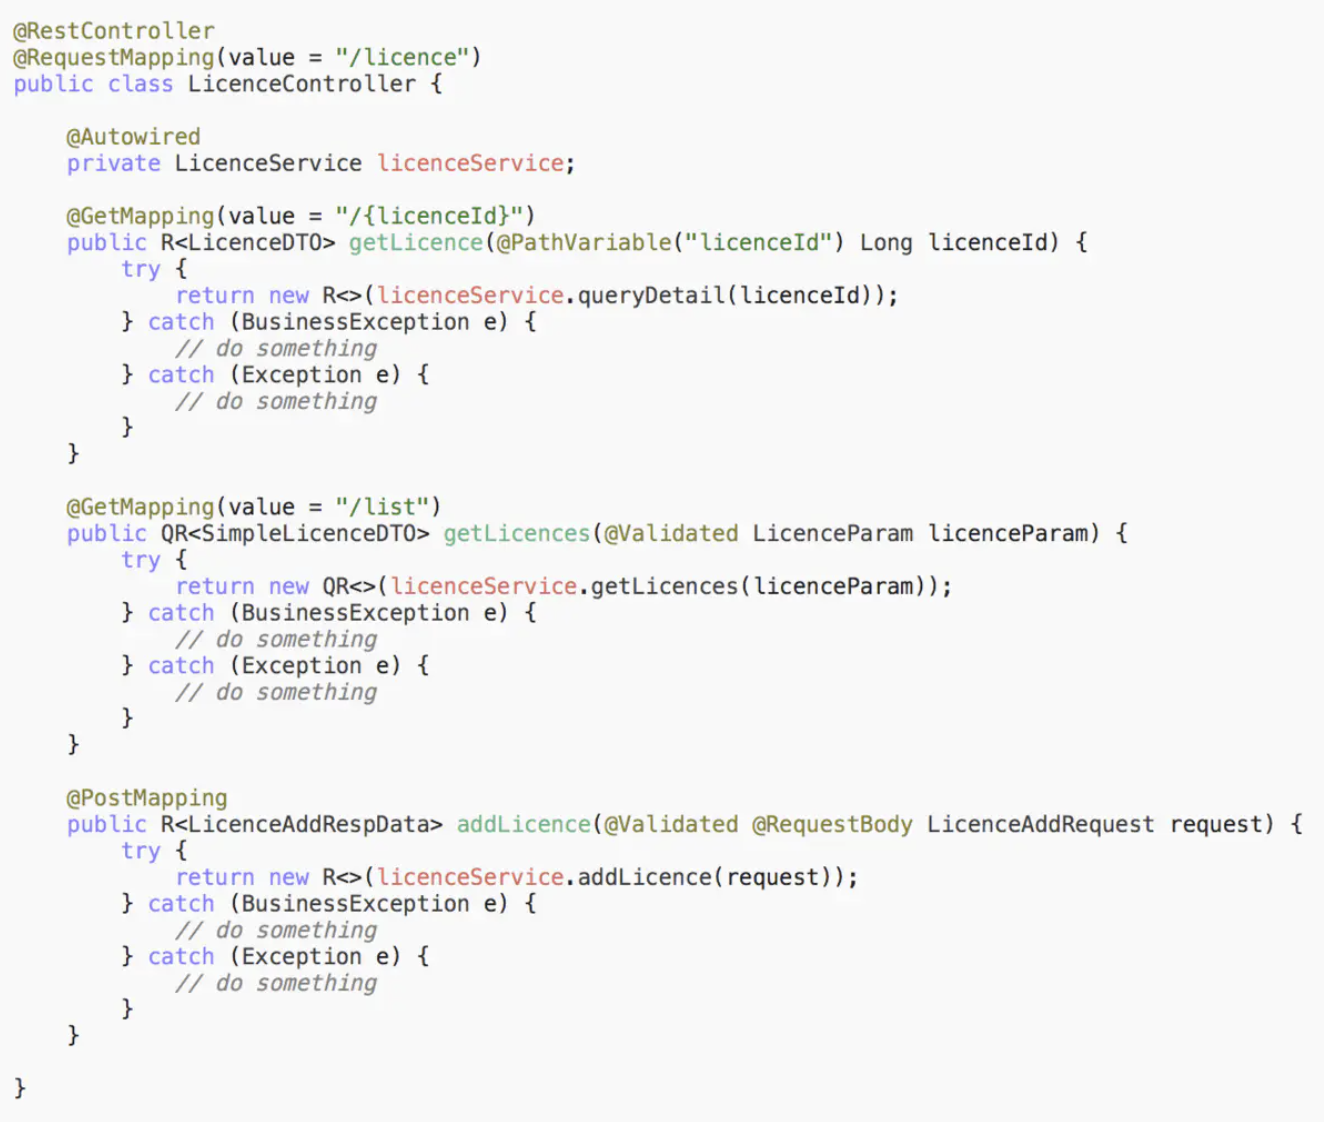 @RestController
@RequestMapping(value = "/licence")
public class LicenceController {
@Autowired
private LicenceService licenceService;
@GetMapping(value = "/{licenceId}")
public R<LicenceDTO> getLicence(@PathVariable("licenceId") Long licenceId) {
try {
return new R<>(licenceService.queryDetail(licenceId));
} catch (BusinessException e) {
// do something
} catch (Exception e) {
// do something
}
}
@GetMapping(value = "/list")
public QR<SimpleLicenceDTO> getLicences(@Validated LicenceParam licenceParam) {
try {
return new QR<>(licenceService.getLicences(licenceParam));
} catch (BusinessException e) {
// do something
} catch (Exception e) {
// do something
}
}
@PostMapping
public R<LicenceAddRespData> addLicence(@Validated @RequestBody LicenceAddRequest request) {
try {
return new R<>(licenceService.addLicence(request));
} catch (BusinessException e) {
// do something
} catch (Exception e) {
// do something
}
}
}